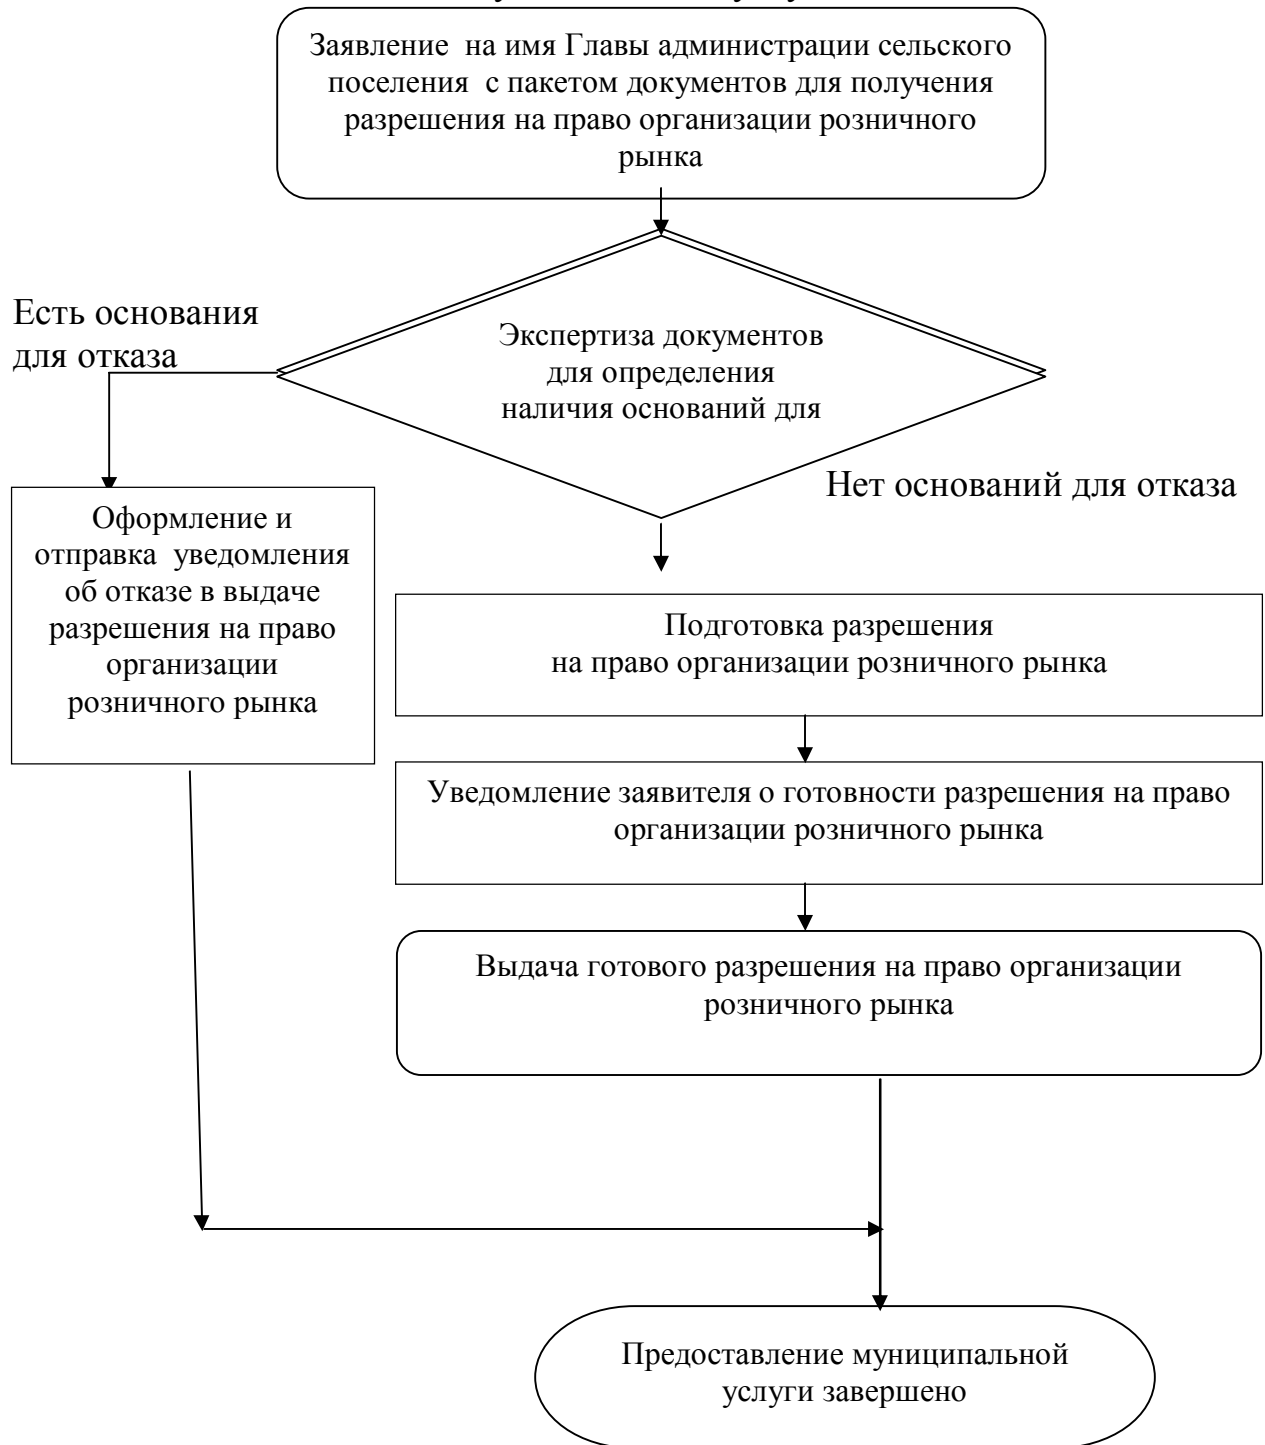 Заявление на имя Главы администрации сельского
поселения с пакетом документов для получения
разрешения на право организации розничного
рынка
Есть основания
для отказа
Экспертиза документов
для определения
наличия оснований для
Нет оснований для отказа
Оформление и
отправка уведомления
об отказе в выдаче
разрешения на право
организации
розничного рынка
Подготовка разрешения
на право организации розничного рынка
Уведомление заявителя о готовности разрешения на право
организации розничного рынка
Выдача готового разрешения на право организации
розничного рынка
Предоставление муниципальной
услуги завершено